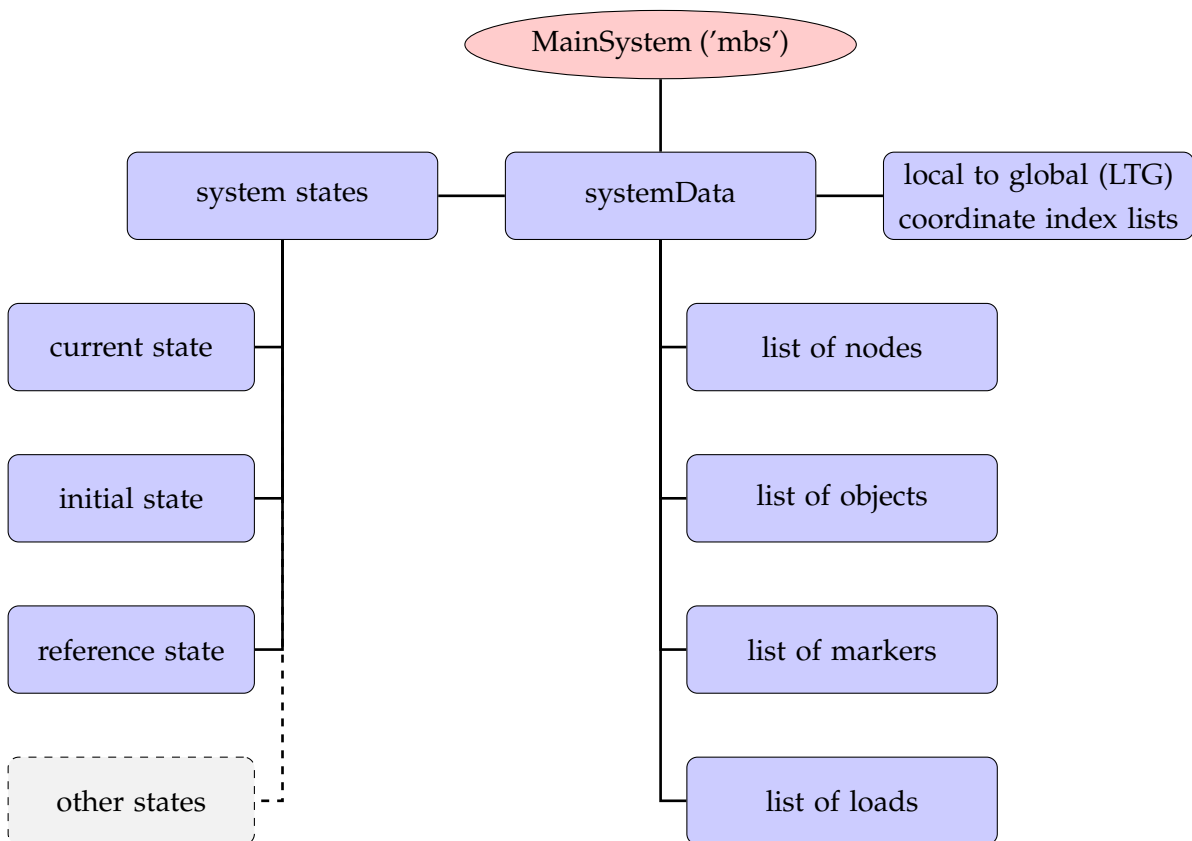 MainSystem (’mbs’)
system states
systemData
local to global (LTG)
coordinate index lists
current state
list of nodes
initial state
list of objects
reference state
list of markers
other states
list of loads